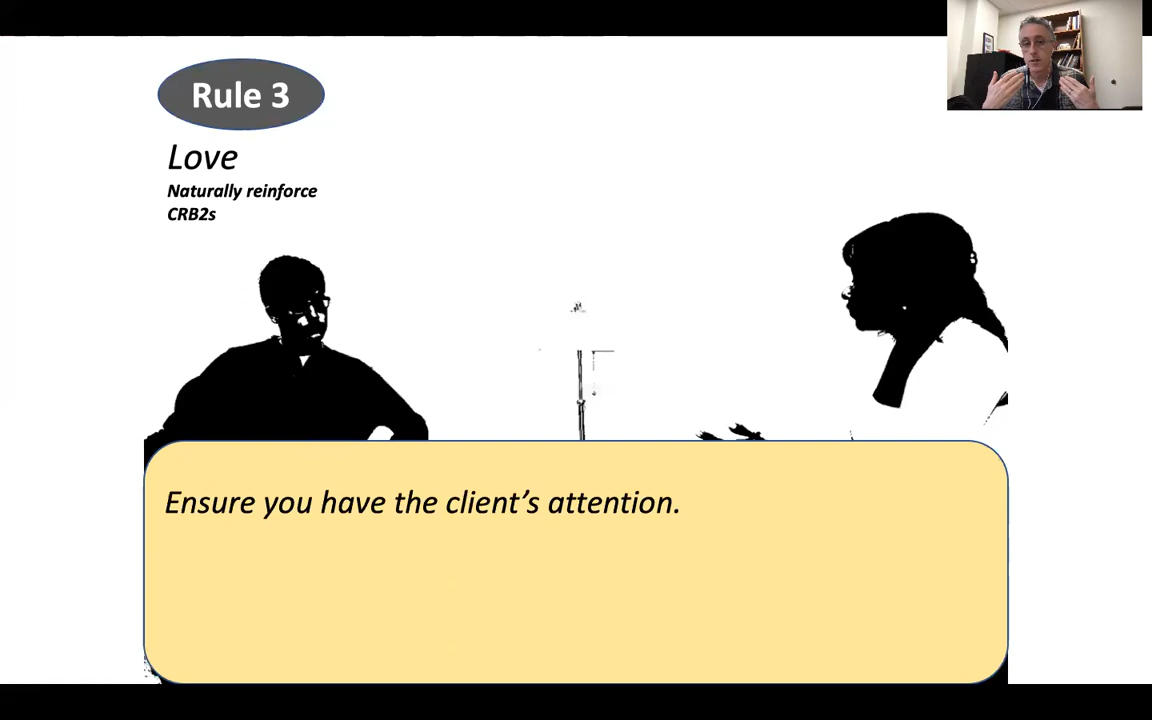 Rule 3
Love
Naturally reinforce
CRB2s
Ensure you have the client's attention.